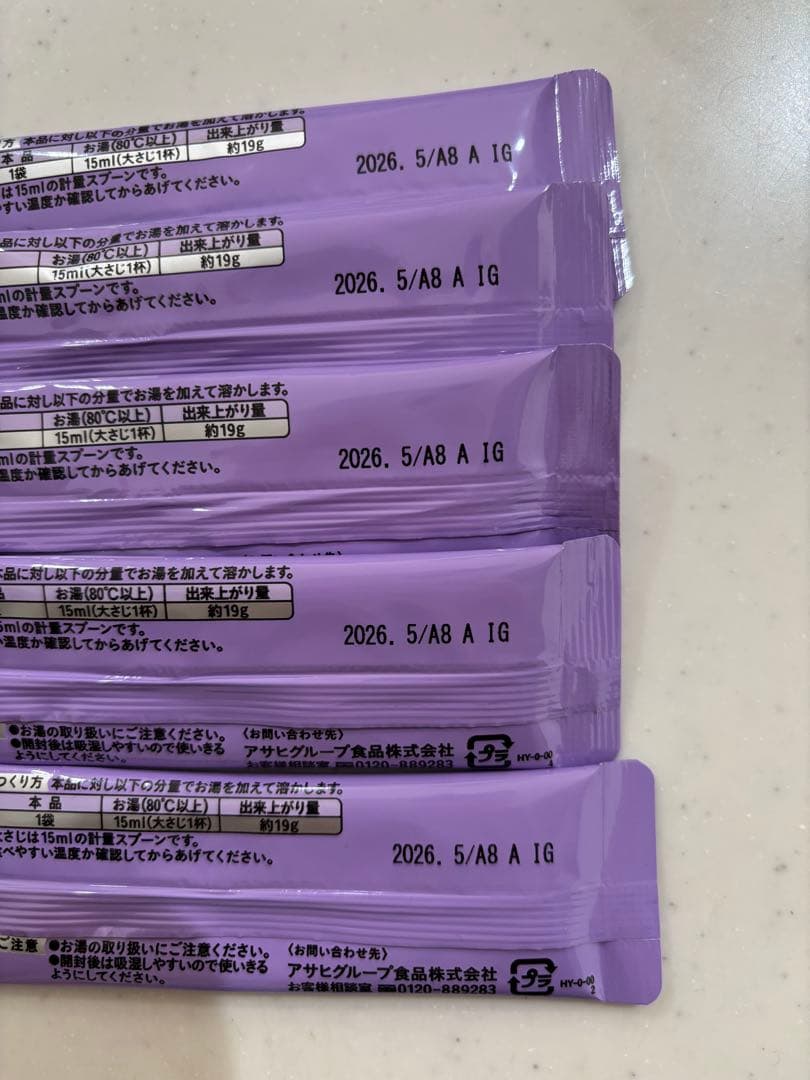 方 本品に対し以下の分量でお湯を加えて溶かします。
本 品 お湯(80℃以上) 出来上がり量
1袋 15ml(大さじ1杯) 約19g
は15mlの計量スプーンです。
すい温度か確認してからあげてください。
2026. 5/A8 A IG
品に対し以下の分量でお湯を加えて溶かします。
お湯(80℃以上) 出来上がり量
15ml(大さじ1杯) 約19g
mlの計量スプーンです。
温度か確認してからあげてください。
2026. 5/A8 A IG
品に対し以下の分量でお湯を加えて溶かします。
お湯(80℃以上) 出来上がり量
15ml(大さじ1杯) 約19g
mlの計量スプーンです。
温度か確認してからあげてください。
2026. 5/A8 A IG
本品に対し以下の分量でお湯を加えて溶かします。
品 お湯(80℃以上) 出来上がり量
15ml(大さじ1杯) 約19g
5mlの計量スプーンです。
い温度か確認してからあげてください。
2026. 5/A8 A IG
●お湯の取り扱いにご注意ください。
●開封後は吸湿しやすいので使いきる
ようにしてください。
〈お問い合わせ先〉
アサヒグループ食品株式会社
お客様相談室 0120-889283
プラ
HY-0-00
4
つくり方 本品に対し以下の分量でお湯を加えて溶かします。
本 品 お湯(80℃以上) 出来上がり量
1袋 15ml(大さじ1杯) 約19g
大さじは15mlの計量スプーンです。
食べやすい温度か確認してからあげてください。
2026. 5/A8 A IG
ご注意 ●お湯の取り扱いにご注意ください。
●開封後は吸湿しやすいので使いきる
ようにしてください。
〈お問い合わせ先〉
アサヒグループ食品株式会社
お客様相談室 0120-889283
プラ
HY-0-00
2